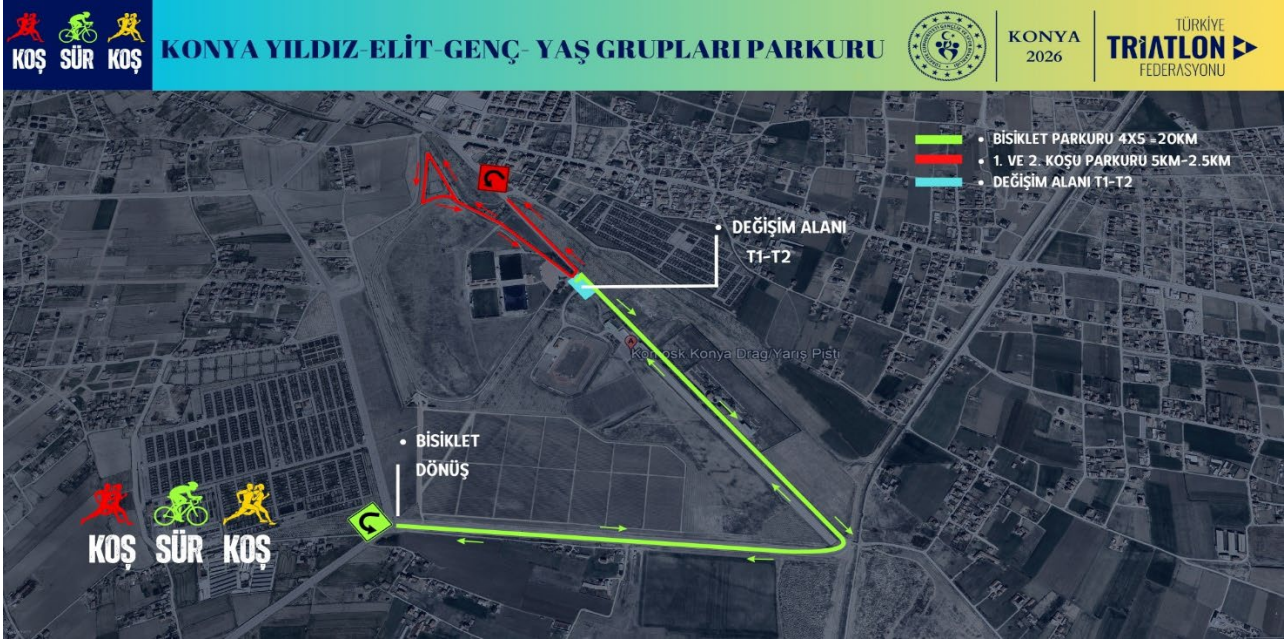 KOŞ SÜR KOŞ
KONYA YILDIZ-ELİT-GENÇ- YAŞ GRUPLARI PARKURU
KONYA
2026
TÜRKİYE
TRİATLON
FEDERASYONU
• BİSİKLET PARKURU 4X5 =20KM
• 1. VE 2. KOŞU PARKURU 5KM-2.5KM
• DEĞİŞİM ALANI T1-T2
• DEĞİŞİM ALANI
T1-T2
Komosk Konya Drag/Yarış Pisti
• BİSİKLET
DÖNÜŞ
KOŞ SÜR KOŞ